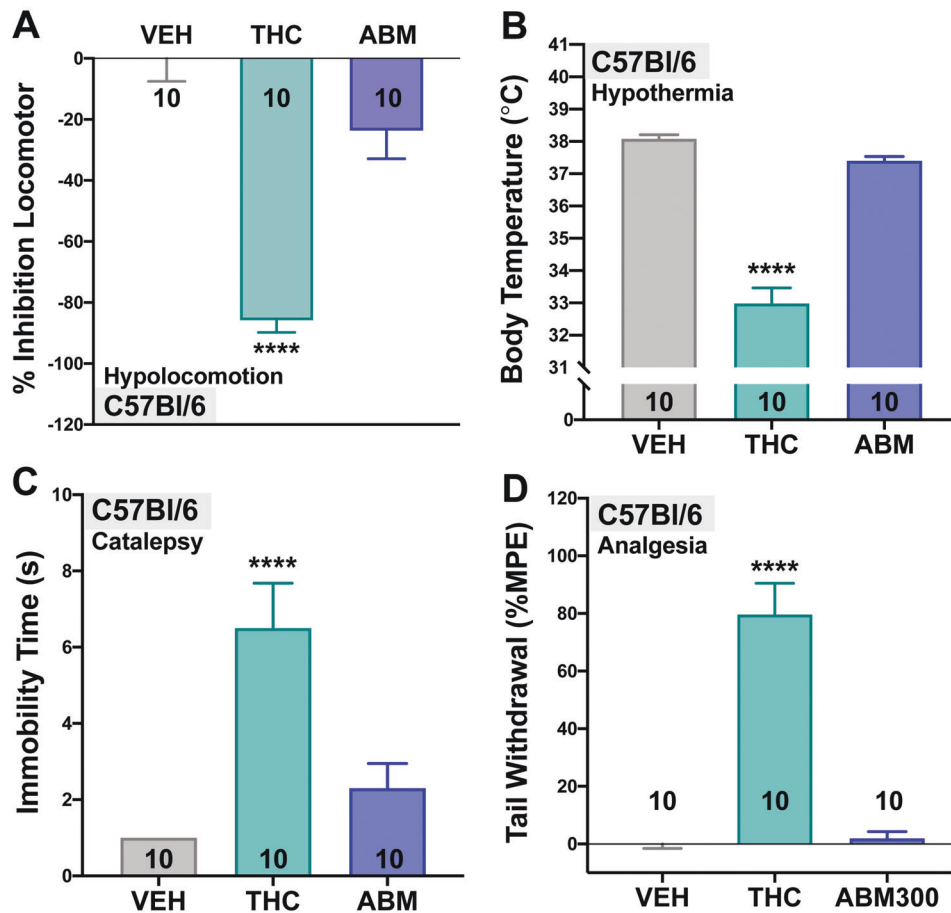 A
VEH THC ABM
0
-20
-40
-60
-80
-100
-120
% Inhibition Locomotor
10 10 10
****
Hypolocomotion
C57Bl/6
B
C57Bl/6
Hypothermia
41
40
39
38
37
36
35
34
33
32
31
0
Body Temperature (°C)
****
10 10 10
VEH THC ABM
C
C57Bl/6
Catalepsy
10
8
6
4
2
0
Immobility Time (s)
****
10 10 10
VEH THC ABM
D
C57Bl/6
Analgesia
120
100
80
60
40
20
0
Tail Withdrawal (%MPE)
****
10 10 10
VEH THC ABM300